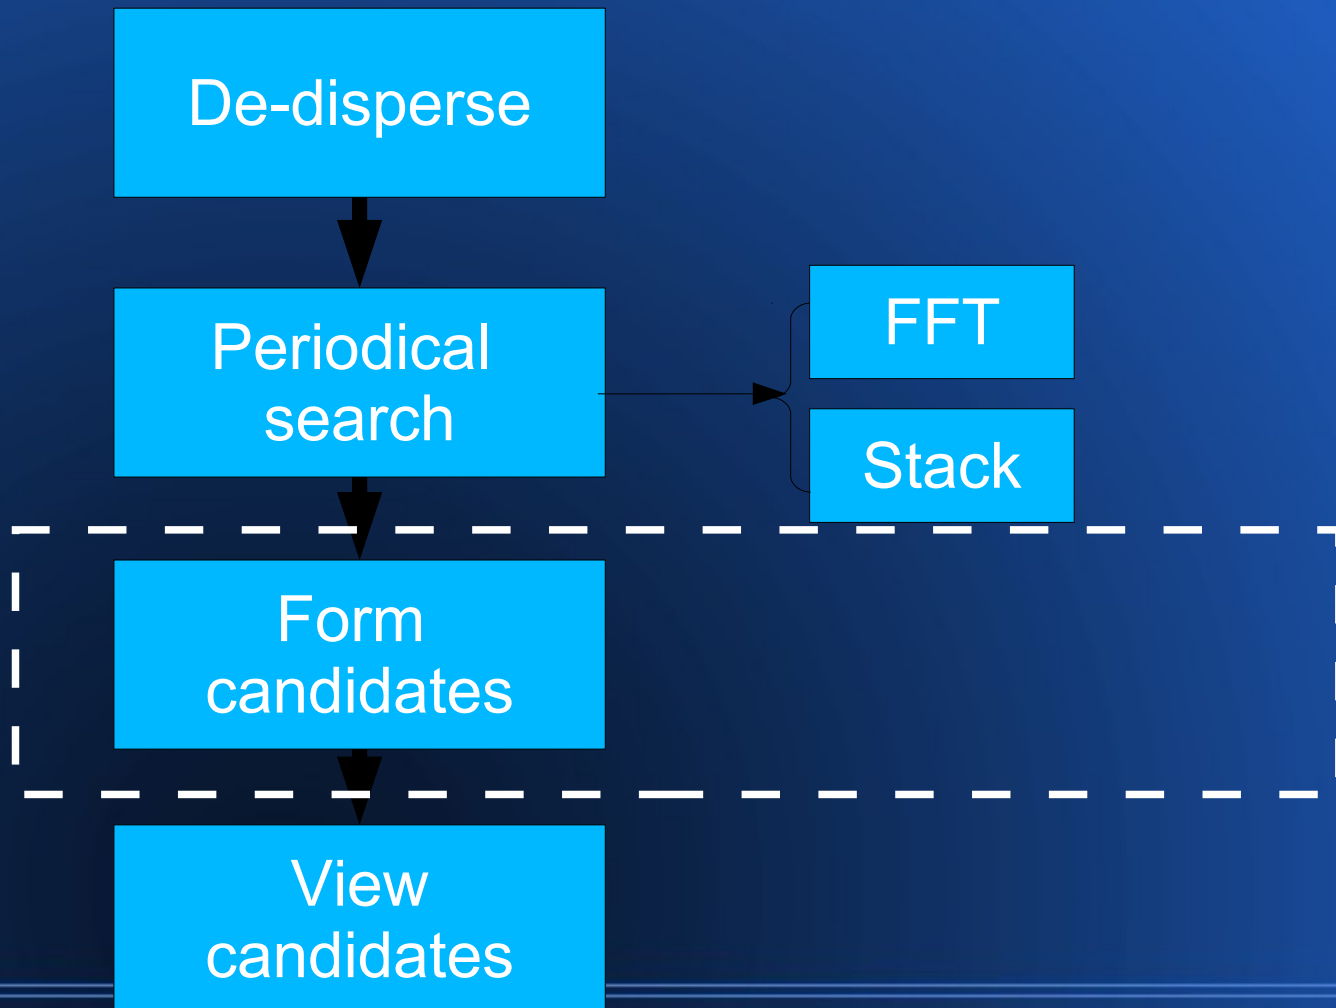 De-disperse
Periodical
search
FFT
Stack
Form
candidates
View
candidates